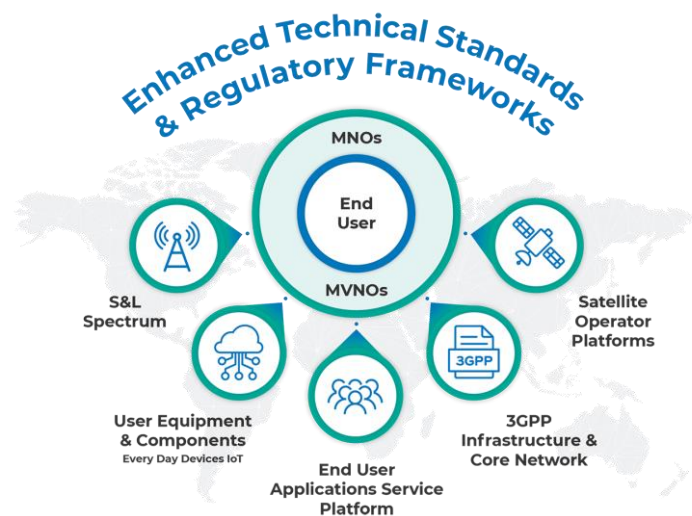 Enhanced Technical Standards
& Regulatory Frameworks
MNOs
End
User
MVNOs
S&L
Spectrum
Satellite
Operator
Platforms
User Equipment
& Components
Every Day Devices IoT
3GPP
3GPP
Infrastructure &
Core Network
End User
Applications Service
Platform